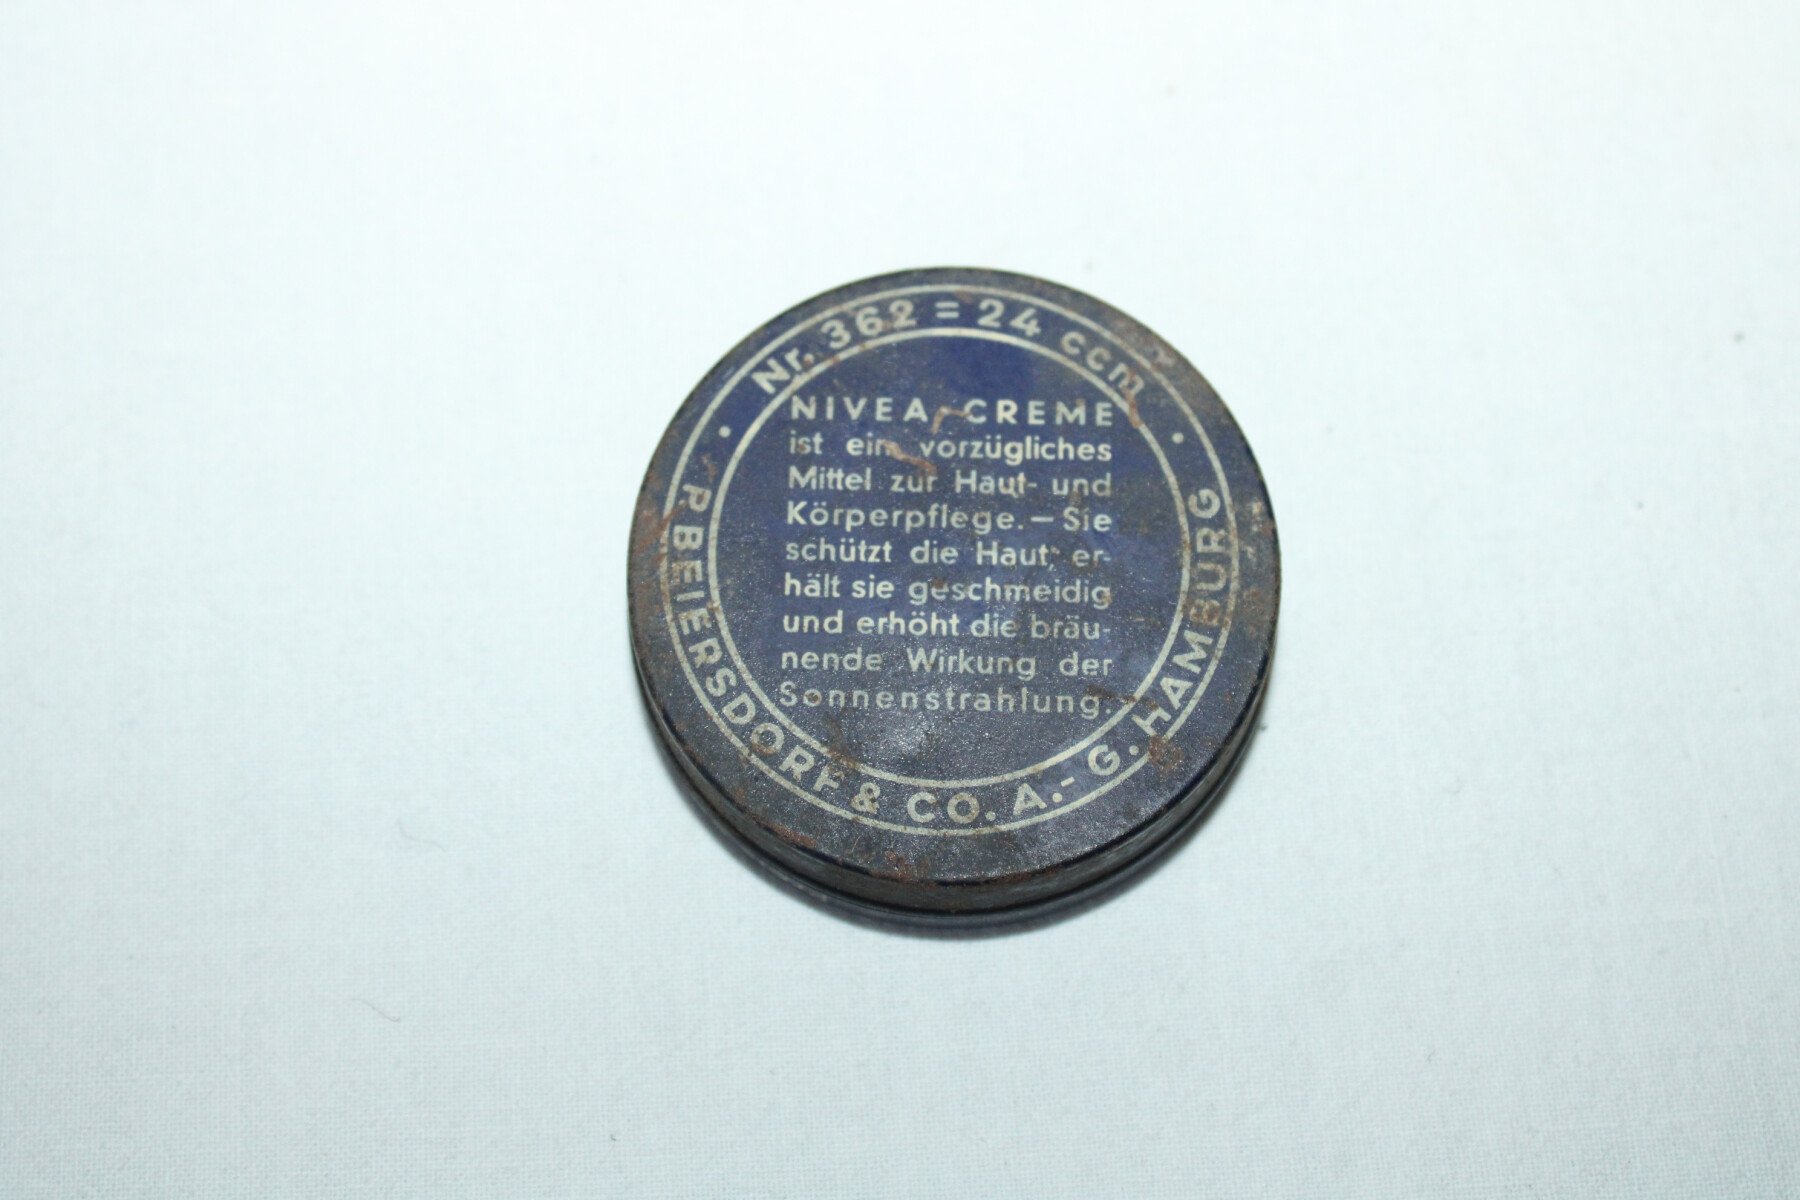 Nr. 362 = 24 ccm
NIVEA CREME
ist ein vorzügliches
Mittel zur Haut- und
Körperpflege. – Sie
schützt die Haut, er-
hält sie geschmeidig
und erhöht die bräu-
nende Wirkung der
Sonnenstrahlung.
• P. BEIERSDORF & CO. A.-G. HAMBURG •